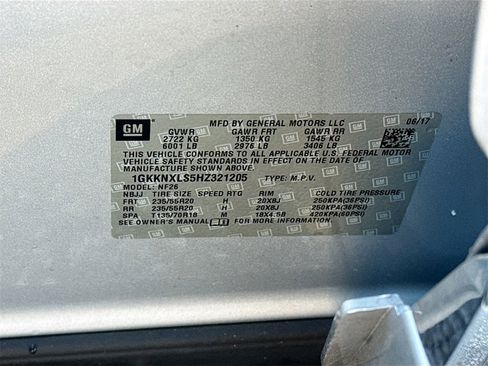 GM
MFD BY GENERAL MOTORS LLC 06/17
GVWR GAWR FRT GAWR RR
2722 KG 1350 KG 1545 KG
6001 LB 2976 LB 3406 LB
THIS VEHICLE CONFORMS TO ALL APPLICABLE U.S. FEDERAL MOTOR
VEHICLE SAFETY STANDARDS IN EFFECT ON THE DATE OF
MANUFACTURE SHOWN ABOVE.
1GKKNXLS5HZ321205 TYPE: M.P.V.
MODEL: NF26
NBJJ TIRE SIZE SPEED RTG RIM COLD TIRE PRESSURE
FRT 235/55R20 H 20X8J 250KPA(36PSI)
RR 235/55R20 H 20X8J 250KPA(36PSI)
SPA T135/70R18 M 18X4.5B 420KPA(60PSI)
SEE OWNER'S MANUAL FOR MORE INFORMATION